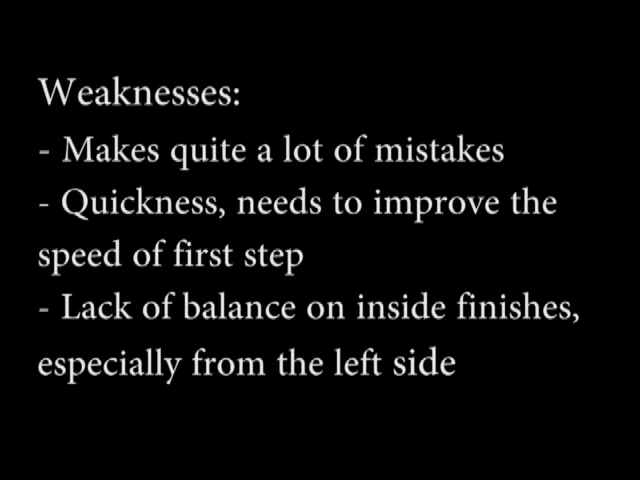 Weaknesses:
- Makes quite a lot of mistakes
- Quickness, needs to improve the
speed of first step
- Lack of balance on inside finishes,
especially from the left side